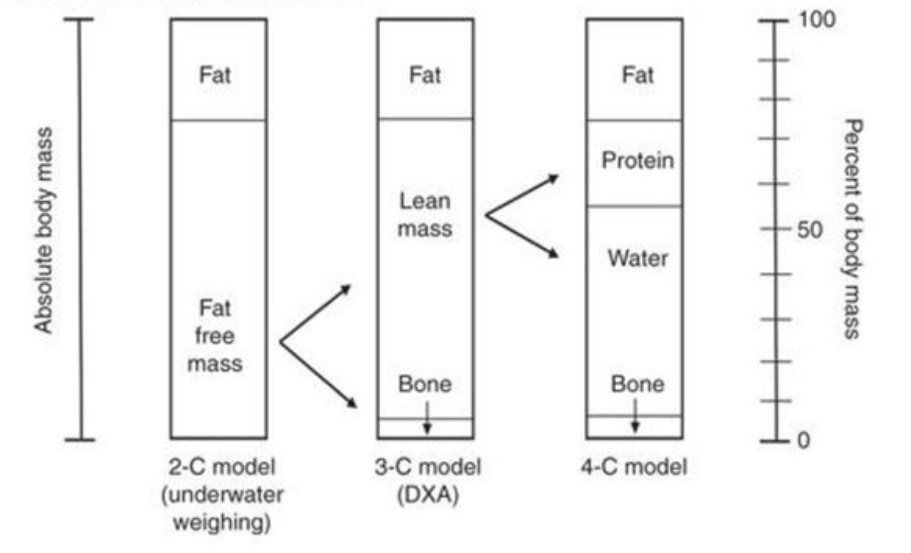 Absolute body mass
Fat
Fat
free
mass
2-C model
(underwater
weighing)
Fat
Lean
mass
Bone
3-C model
(DXA)
Fat
Protein
Water
Bone
4-C model
100
50
0
Percent of body mass